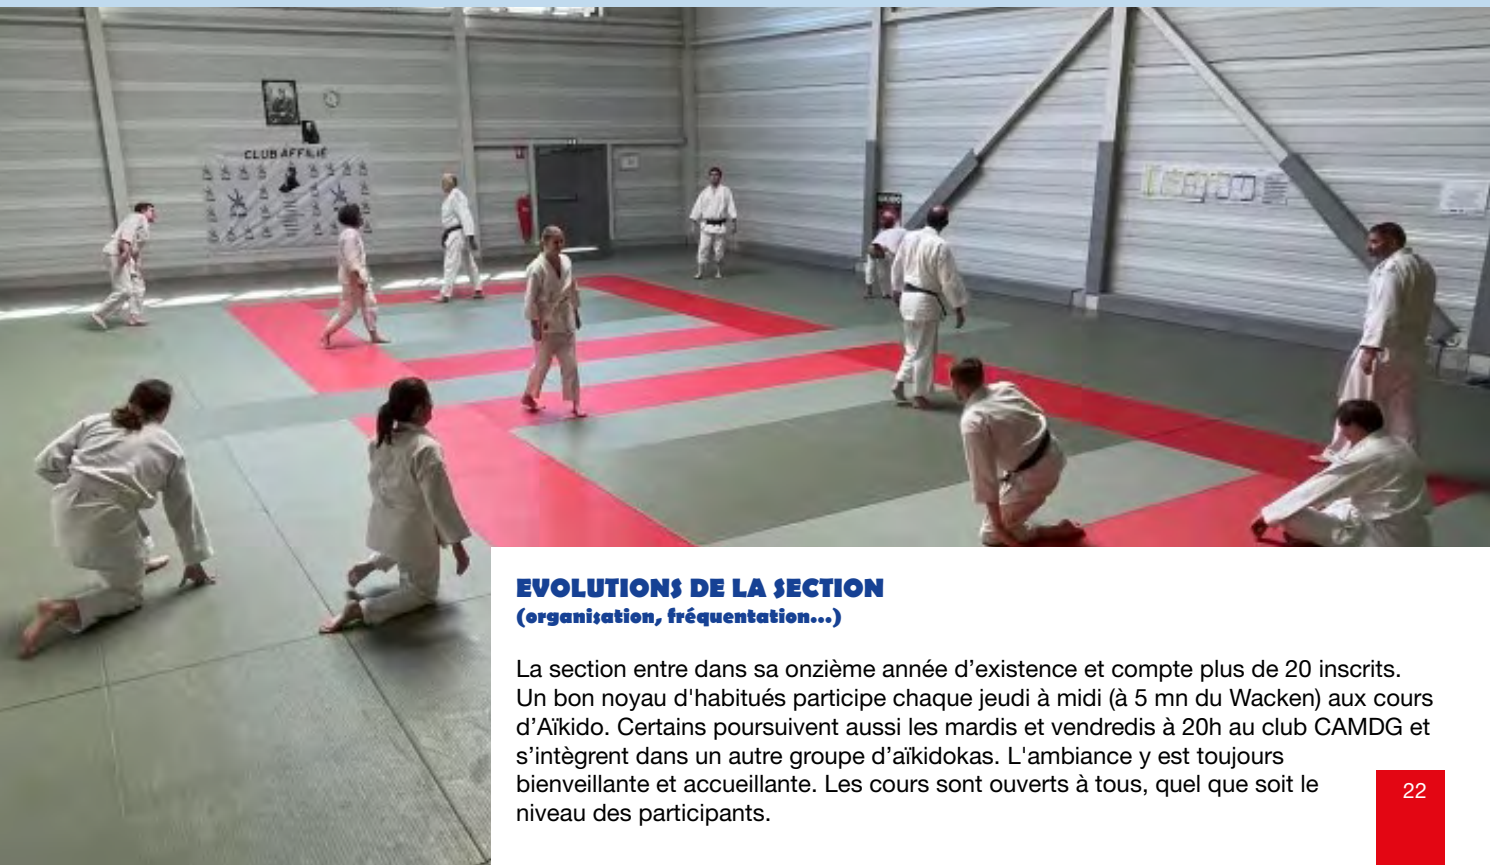 CLUB AFFILIÉ
EVOLUTIONS DE LA SECTION
(organisation, fréquentation...)
La section entre dans sa onzième année d’existence et compte plus de 20 inscrits.
Un bon noyau d'habitués participe chaque jeudi à midi (à 5 mn du Wacken) aux cours
d’Aïkido. Certains poursuivent aussi les mardis et vendredis à 20h au club CAMDG et
s’intègrent dans un autre groupe d’aïkidokas. L'ambiance y est toujours
bienveillante et accueillante. Les cours sont ouverts à tous, quel que soit le
niveau des participants.
22